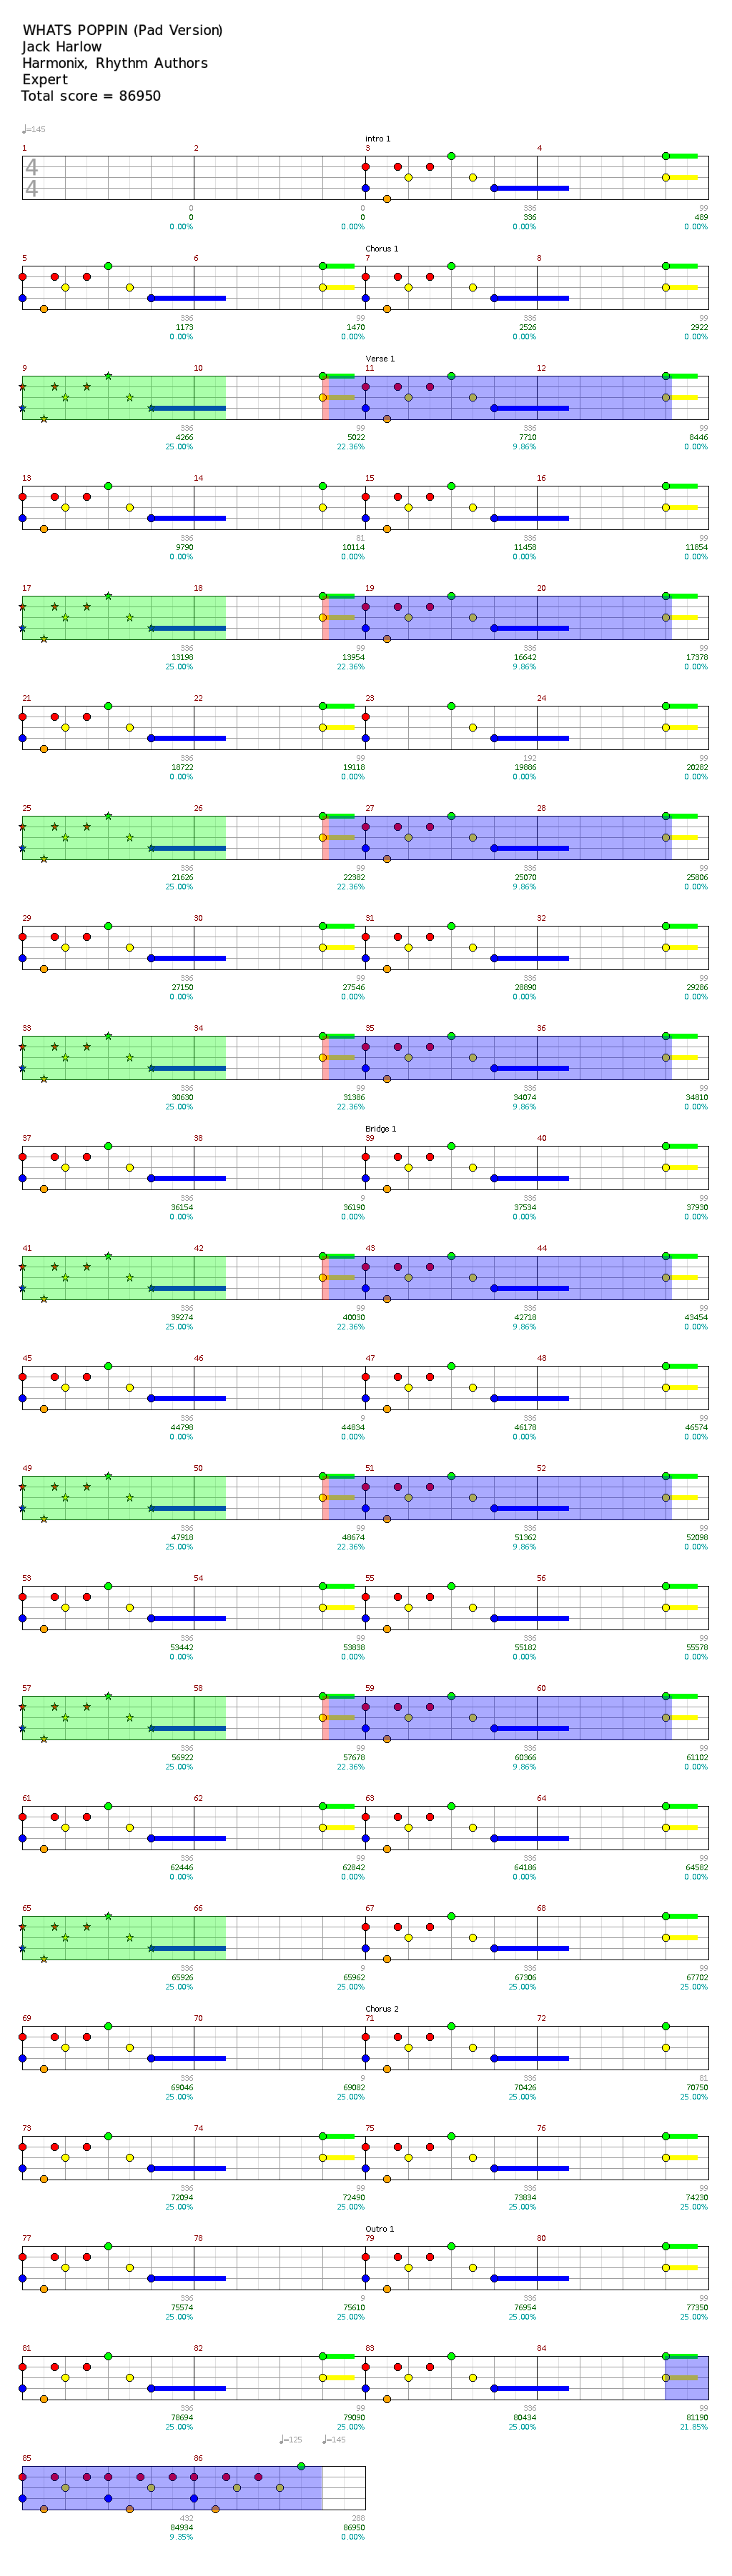 WHATS POPPIN (Pad Version)
Jack Harlow
Harmonix, Rhythm Authors
Expert
Total score = 86950
♩=145
intro 1
1 2 3 4
4
4
0 0 336 99
0 0 336 489
0.00% 0.00% 0.00% 0.00%
Chorus 1
5 6 7 8
336 99 336 99
1173 1470 2526 2922
0.00% 0.00% 0.00% 0.00%
Verse 1
9 10 11 12
336 99 336 99
4266 5022 7710 8446
25.00% 22.36% 9.86% 0.00%
13 14 15 16
336 81 336 99
9790 10114 11458 11854
0.00% 0.00% 0.00% 0.00%
17 18 19 20
336 99 336 99
13198 13954 16642 17378
25.00% 22.36% 9.86% 0.00%
21 22 23 24
336 99 192 99
18722 19118 19886 20282
0.00% 0.00% 0.00% 0.00%
25 26 27 28
336 99 336 99
21626 22382 25070 25806
25.00% 22.36% 9.86% 0.00%
29 30 31 32
336 99 336 99
27150 27546 28890 29286
0.00% 0.00% 0.00% 0.00%
33 34 35 36
336 99 336 99
30630 31386 34074 34810
25.00% 22.36% 9.86% 0.00%
Bridge 1
37 38 39 40
336 9 336 99
36154 36190 37534 37930
0.00% 0.00% 0.00% 0.00%
41 42 43 44
336 99 336 99
39274 40030 42718 43454
25.00% 22.36% 9.86% 0.00%
45 46 47 48
336 9 336 99
44798 44834 46178 46574
0.00% 0.00% 0.00% 0.00%
49 50 51 52
336 99 336 99
47918 48674 51362 52098
25.00% 22.36% 9.86% 0.00%
53 54 55 56
336 99 336 99
53442 53838 55182 55578
0.00% 0.00% 0.00% 0.00%
57 58 59 60
336 99 336 99
56922 57678 60366 61102
25.00% 22.36% 9.86% 0.00%
61 62 63 64
336 99 336 99
62446 62842 64186 64582
0.00% 0.00% 0.00% 0.00%
65 66 67 68
336 9 336 99
65926 65962 67306 67702
25.00% 25.00% 25.00% 25.00%
Chorus 2
69 70 71 72
336 9 336 81
69046 69082 70426 70750
25.00% 25.00% 25.00% 25.00%
73 74 75 76
336 99 336 99
72094 72490 73834 74230
25.00% 25.00% 25.00% 25.00%
Outro 1
77 78 79 80
336 9 336 99
75574 75610 76954 77350
25.00% 25.00% 25.00% 25.00%
81 82 83 84
336 99 336 99
78694 79090 80434 81190
25.00% 25.00% 25.00% 21.85%
♩=125 ♩=145
85 86
432 288
84934 86950
9.35% 0.00%